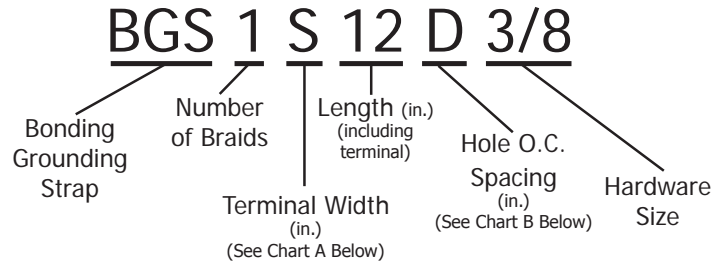 BGS 1 S 12 D 3/8
Bonding
Grounding
Strap
Number
of Braids
Terminal Width
(in.)
(See Chart A Below)
Length (in.)
(including
terminal)
Hole O.C.
Spacing
(in.)
(See Chart B Below)
Hardware
Size